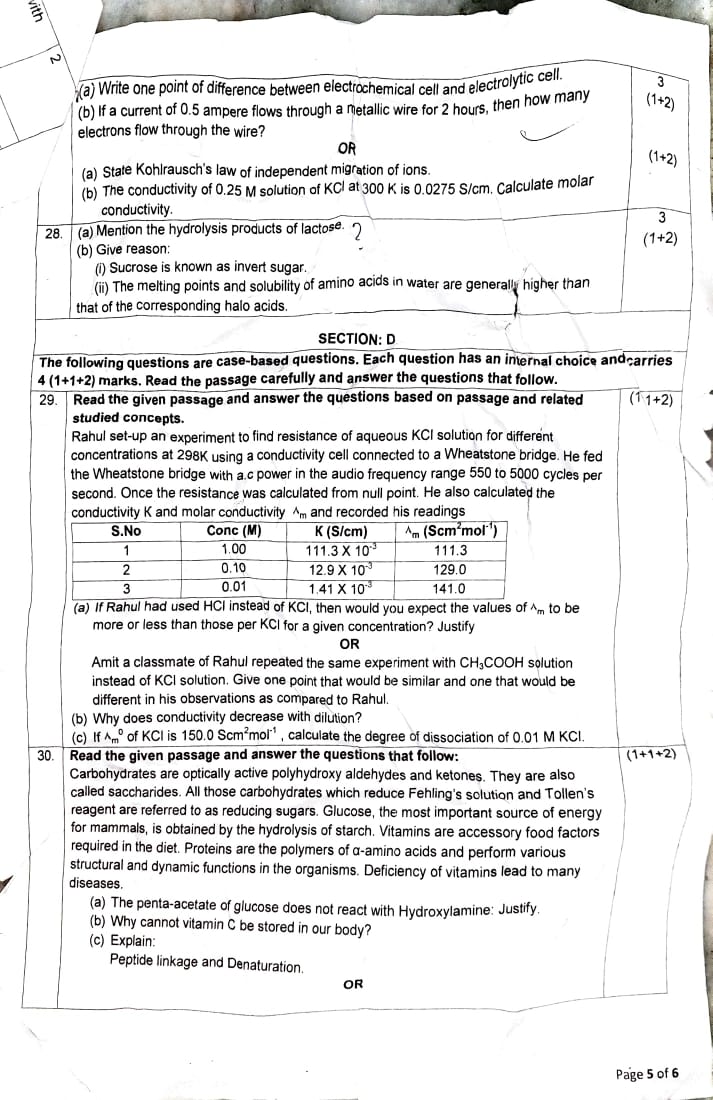 with
2
(a) Write one point of difference between electrochemical cell and electrolytic cell.
3
(b) If a current of 0.5 ampere flows through a metallic wire for 2 hours, then how many
(1+2)
electrons flow through the wire?
OR
(a) State Kohlrausch's law of independent migration of ions.
(1+2)
(b) The conductivity of 0.25 M solution of KCl at 300 K is 0.0275 S/cm. Calculate molar
conductivity.
28. (a) Mention the hydrolysis products of lactose. 2
3
(b) Give reason:
(1+2)
(i) Sucrose is known as invert sugar.
(ii) The melting points and solubility of amino acids in water are generally higher than
that of the corresponding halo acids.
SECTION: D
The following questions are case-based questions. Each question has an internal choice and carries
4 (1+1+2) marks. Read the passage carefully and answer the questions that follow.
29. Read the given passage and answer the questions based on passage and related (1 1+2)
studied concepts.
Rahul set-up an experiment to find resistance of aqueous KCl solution for different
concentrations at 298K using a conductivity cell connected to a Wheatstone bridge. He fed
the Wheatstone bridge with a.c power in the audio frequency range 550 to 5000 cycles per
second. Once the resistance was calculated from null point. He also calculated the
conductivity K and molar conductivity ^m and recorded his readings
S.No Conc (M) K (S/cm) ^m (Scm²mol⁻¹)
1 1.00 111.3 X 10⁻³ 111.3
2 0.10 12.9 X 10⁻³ 129.0
3 0.01 1.41 X 10⁻³ 141.0
(a) If Rahul had used HCl instead of KCl, then would you expect the values of ^m to be
more or less than those per KCl for a given concentration? Justify
OR
Amit a classmate of Rahul repeated the same experiment with CH₃COOH solution
instead of KCl solution. Give one point that would be similar and one that would be
different in his observations as compared to Rahul.
(b) Why does conductivity decrease with dilution?
(c) If ^m⁰ of KCl is 150.0 Scm²mol⁻¹ , calculate the degree of dissociation of 0.01 M KCl.
30. Read the given passage and answer the questions that follow: (1+1+2)
Carbohydrates are optically active polyhydroxy aldehydes and ketones. They are also
called saccharides. All those carbohydrates which reduce Fehling's solution and Tollen's
reagent are referred to as reducing sugars. Glucose, the most important source of energy
for mammals, is obtained by the hydrolysis of starch. Vitamins are accessory food factors
required in the diet. Proteins are the polymers of α-amino acids and perform various
structural and dynamic functions in the organisms. Deficiency of vitamins lead to many
diseases.
(a) The penta-acetate of glucose does not react with Hydroxylamine: Justify.
(b) Why cannot vitamin C be stored in our body?
(c) Explain:
Peptide linkage and Denaturation.
OR
Page 5 of 6